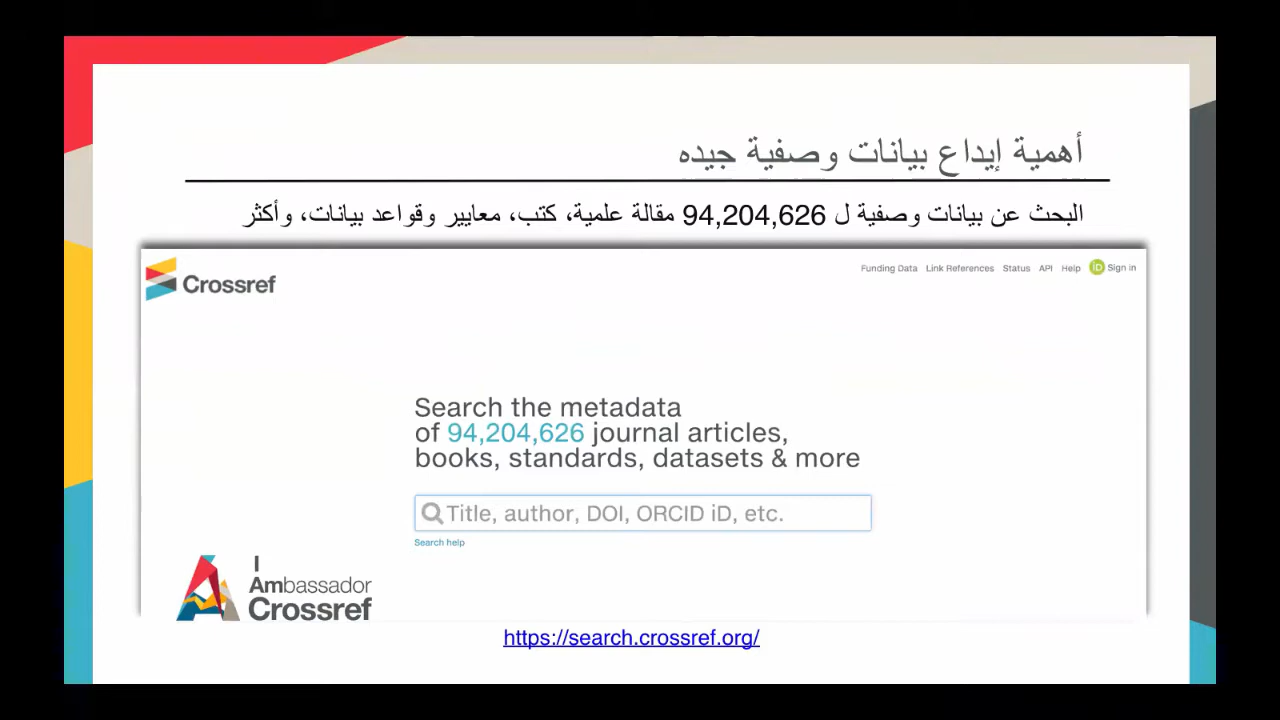 أهمية إيداع بيانات وصفية جيده
البحث عن بيانات وصفية ل 94,204,626 مقالة علمية، كتب، معايير وقواعد بيانات، وأكثر
Crossref
Funding Data Link References Status API Help iD Sign in
Search the metadata
of 94,204,626 journal articles,
books, standards, datasets & more
Title, author, DOI, ORCID iD, etc.
Search help
I
Ambassador
Crossref
https://search.crossref.org/